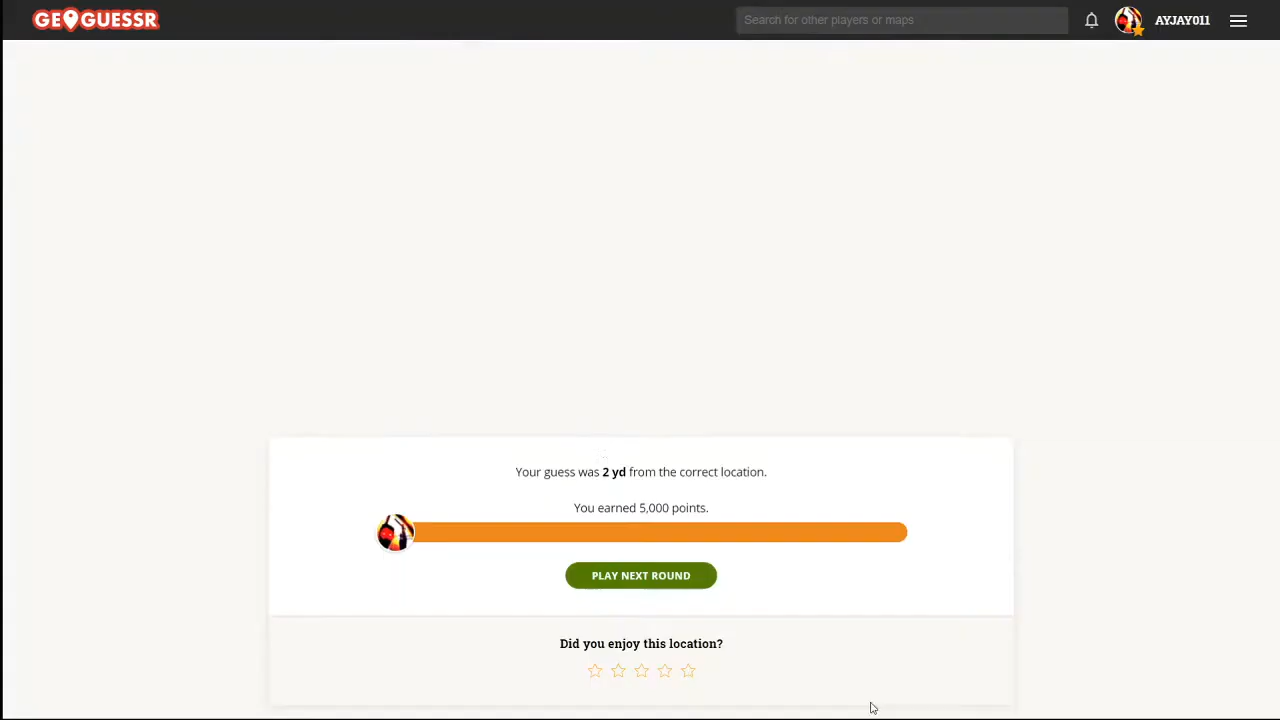 GEOGUESSR
Search for other players or maps
AYJAY011
Your guess was 2 yd from the correct location.
You earned 5,000 points.
PLAY NEXT ROUND
Did you enjoy this location?